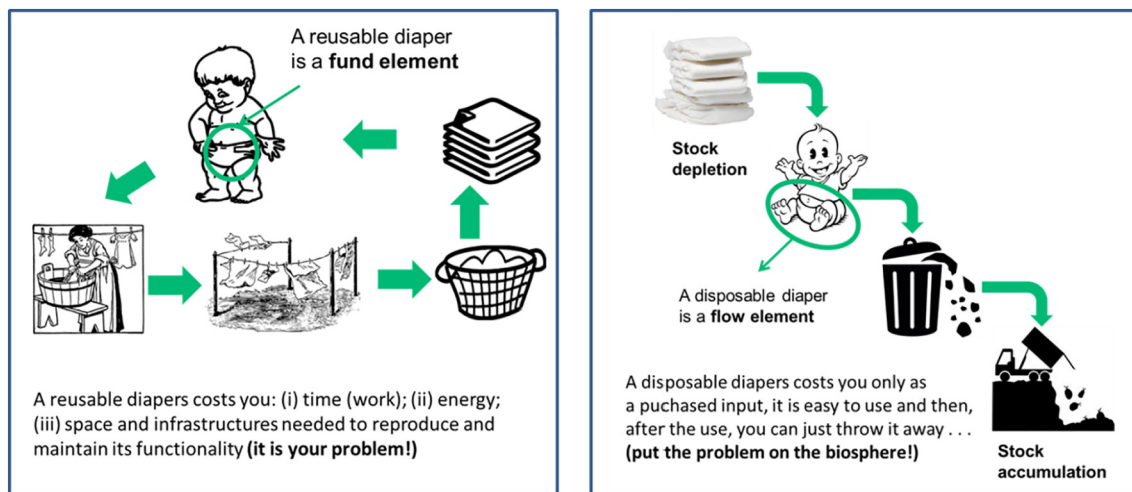 A reusable diaper
is a fund element
A reusable diapers costs you: (i) time (work); (ii) energy;
(iii) space and infrastructures needed to reproduce and
maintain its functionality (it is your problem!)
Stock
depletion
A disposable diaper
is a flow element
A disposable diapers costs you only as
a puchased input, it is easy to use and then,
after the use, you can just throw it away . . .
(put the problem on the biosphere!)
Stock
accumulation